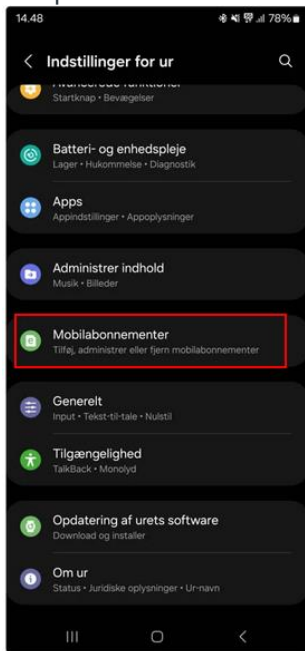 14.48 78%
Indstillinger for ur
Avancerede funktioner
Startknap • Bevægelser
Batteri- og enhedspleje
Lager • Hukommelse • Diagnostik
Apps
Appindstillinger • Appoplysninger
Administrer indhold
Musik • Billeder
Mobilabonnementer
Tilføj, administrer eller fjern mobilabonnementer
Generelt
Input • Tekst-til-tale • Nulstil
Tilgængelighed
TalkBack • Monolyd
Opdatering af urets software
Download og installer
Om ur
Status • Juridiske oplysninger • Ur-navn